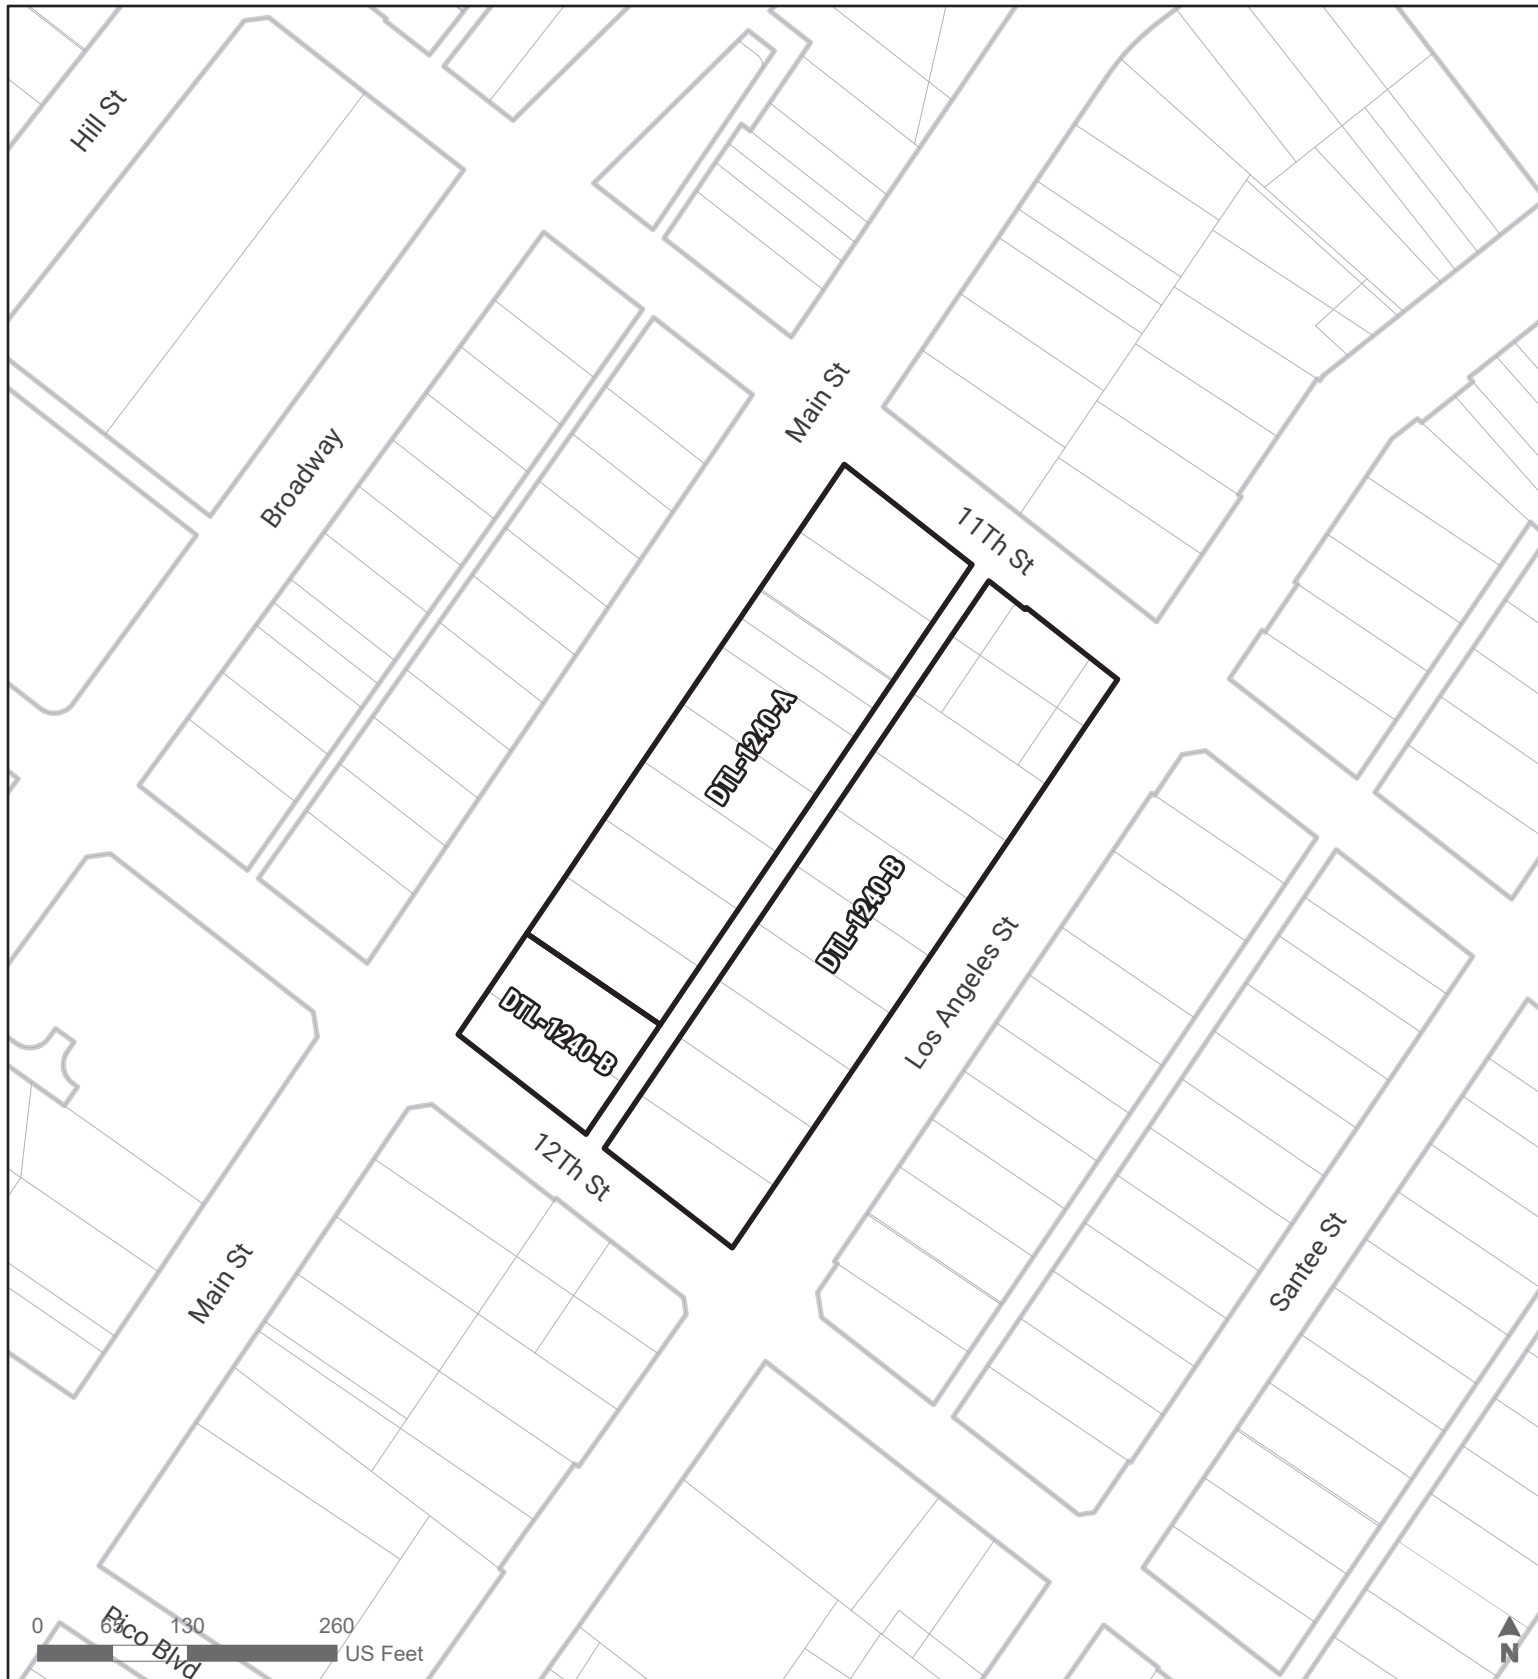 Hill St
Main St
Broadway
11Th St
DTL-1240-A
DTL-1240-B
Los Angeles St
DTL-1240-B
12Th St
Santee St
Main St
Pico Blvd
0 65 130 260
US Feet
N